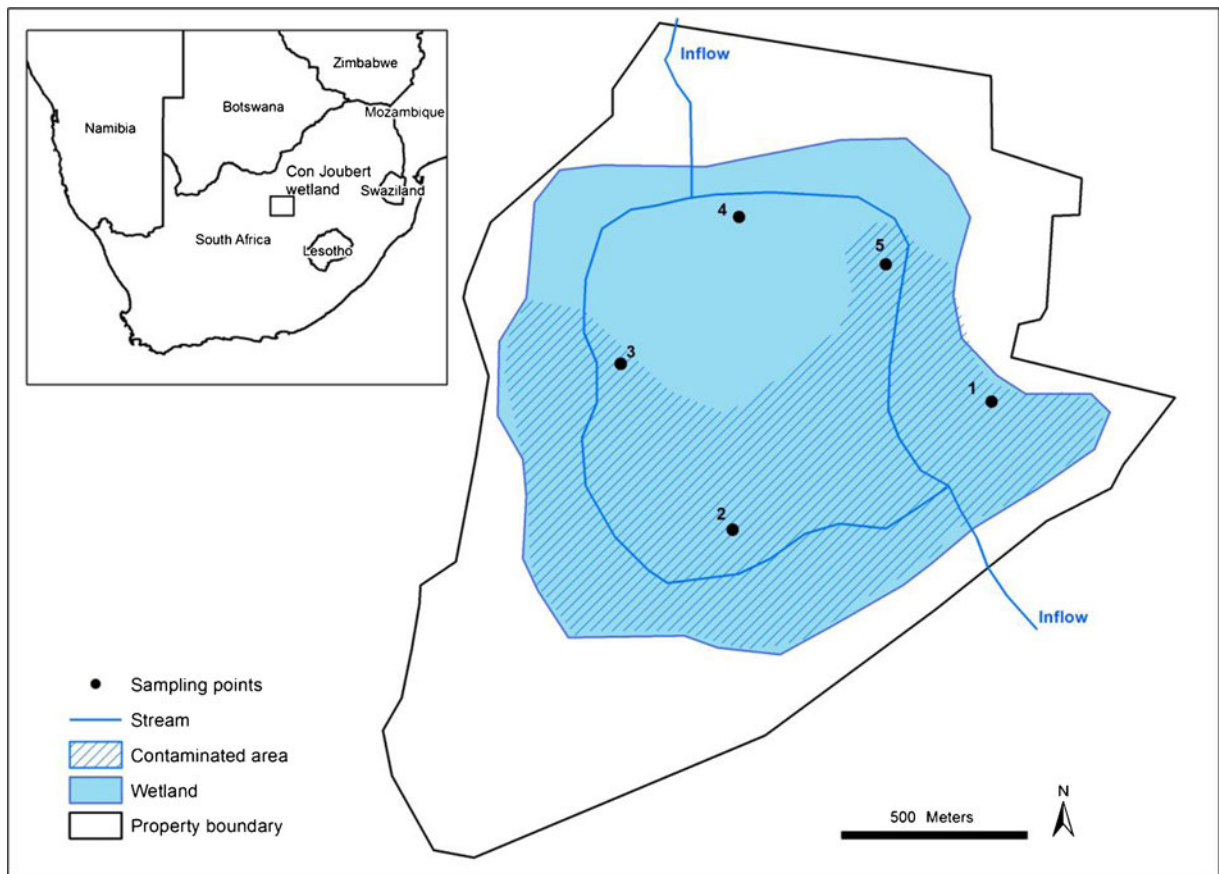 Zimbabwe
Botswana
Mozambique
Namibia
Con Joubert
wetland
Swaziland
South Africa
Lesotho
Inflow
4
5
3
1
2
Inflow
Sampling points
Stream
Contaminated area
Wetland
Property boundary
500 Meters
N